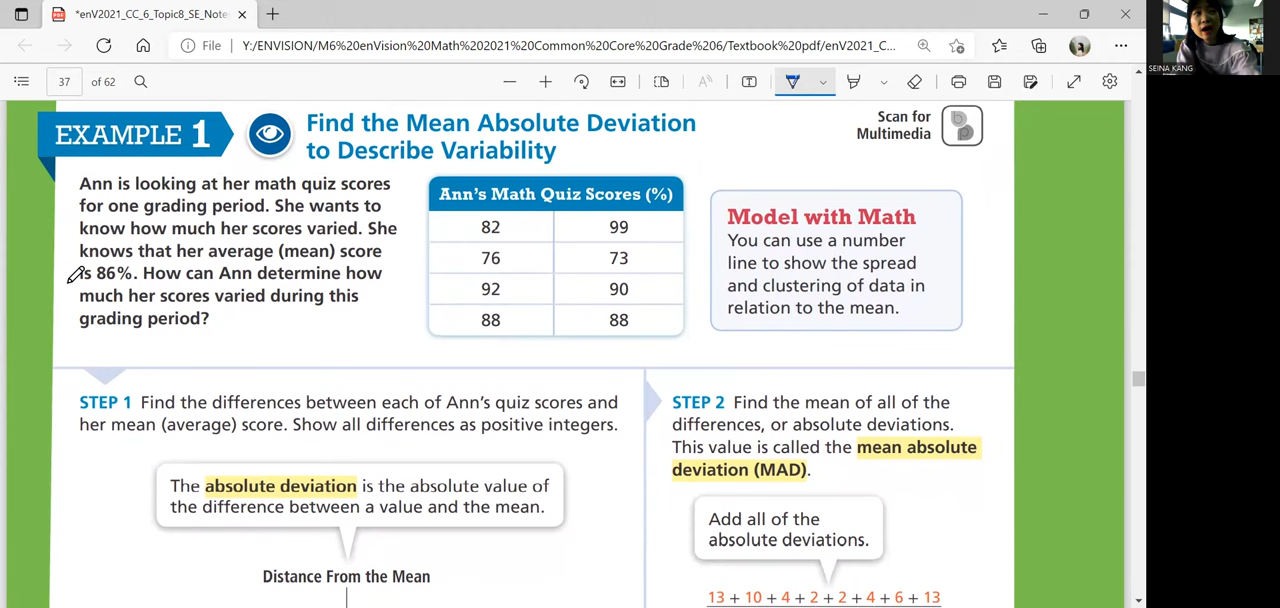 *enV2021_CC_6_Topic8_SE_Note
37 of 62
File Y:/ENVISION/M6%20enVision%20Math%202021%20Common%20Core%20Grade%206/Textbook%20pdf/enV2021_C...
SEINA KANG
EXAMPLE 1
Find the Mean Absolute Deviation
to Describe Variability
Scan for
Multimedia
Ann is looking at her math quiz scores
for one grading period. She wants to
know how much her scores varied. She
knows that her average (mean) score
is 86%. How can Ann determine how
much her scores varied during this
grading period?
Ann's Math Quiz Scores (%)
82 99
76 73
92 90
88 88
Model with Math
You can use a number
line to show the spread
and clustering of data in
relation to the mean.
STEP 1 Find the differences between each of Ann's quiz scores and
her mean (average) score. Show all differences as positive integers.
The absolute deviation is the absolute value of
the difference between a value and the mean.
Distance From the Mean
STEP 2 Find the mean of all of the
differences, or absolute deviations.
This value is called the mean absolute
deviation (MAD).
Add all of the
absolute deviations.
13 + 10 + 4 + 2 + 2 + 4 + 6 + 13